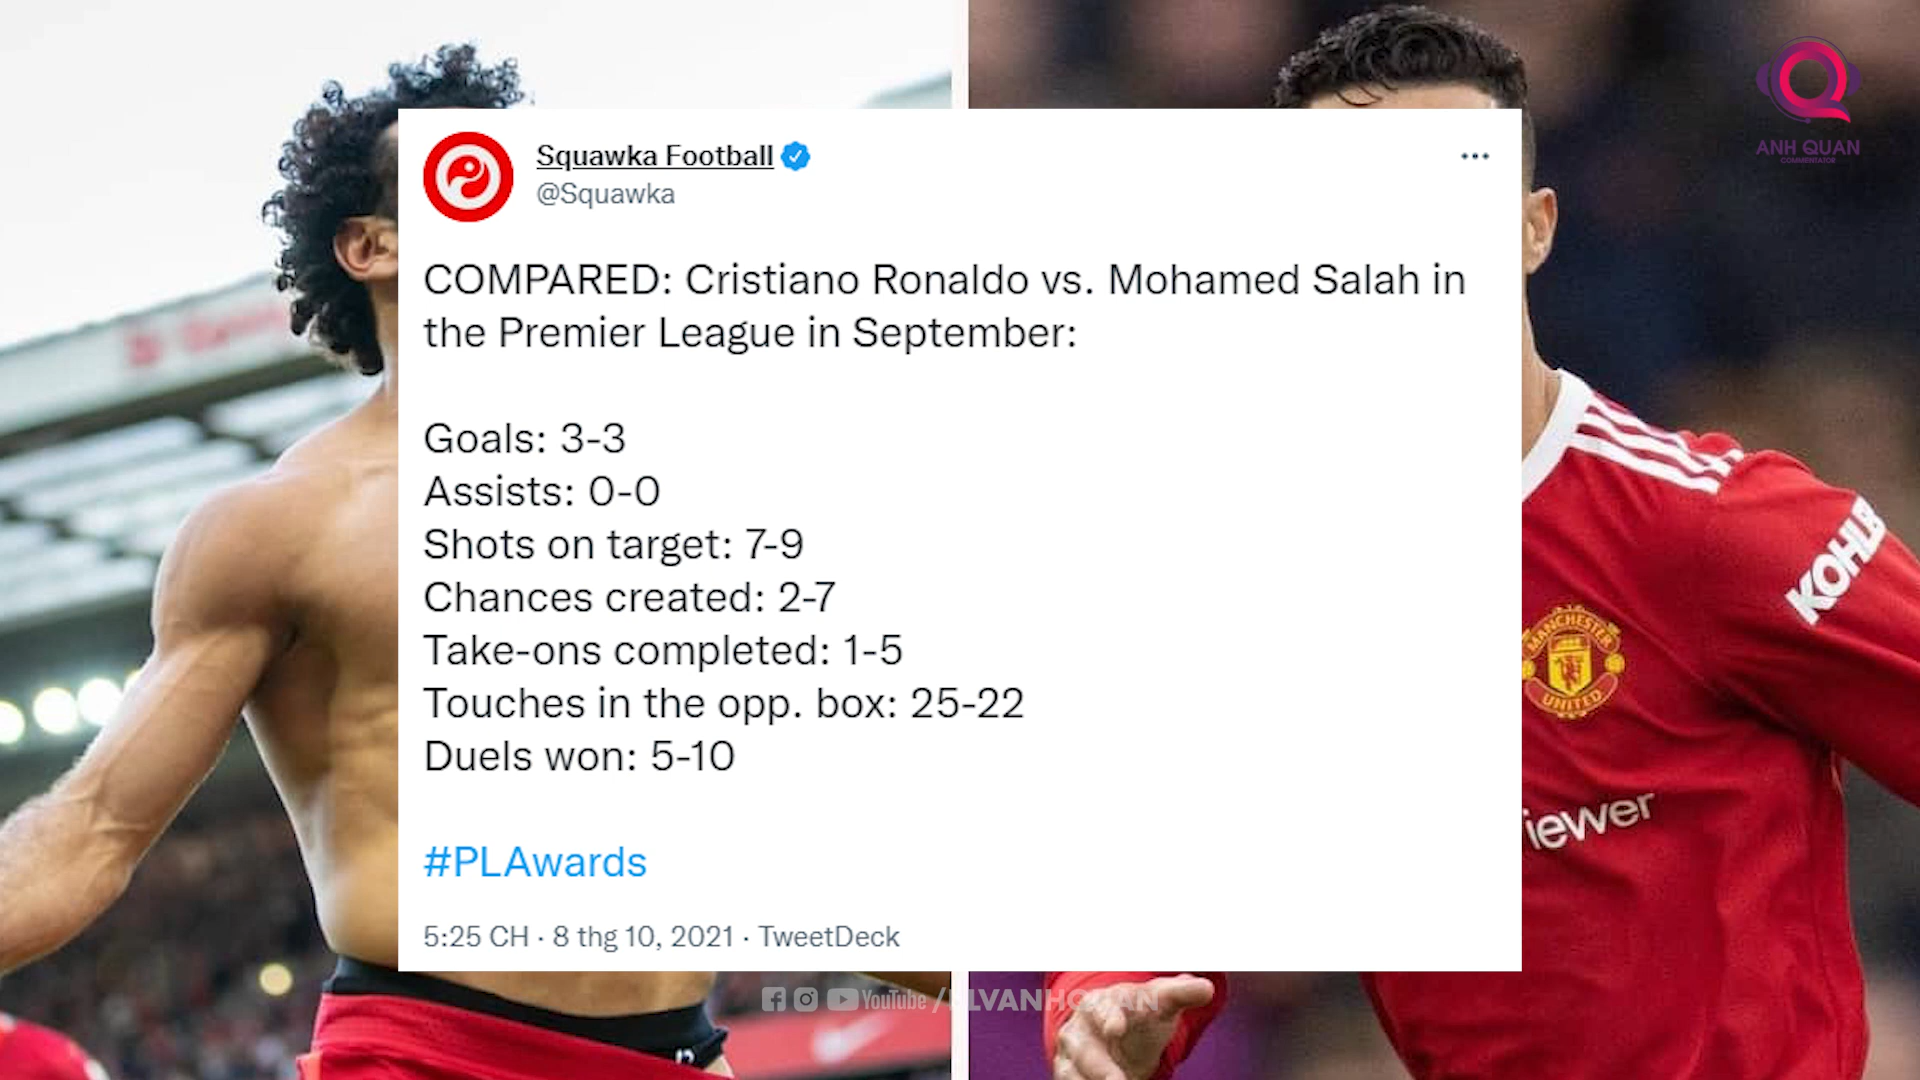 ANH QUAN
COMMENTATOR
Squawka Football
@Squawka
COMPARED: Cristiano Ronaldo vs. Mohamed Salah in
the Premier League in September:
Goals: 3-3
Assists: 0-0
Shots on target: 7-9
Chances created: 2-7
Take-ons completed: 1-5
Touches in the opp. box: 25-22
Duels won: 5-10
#PLAwards
5:25 CH · 8 thg 10, 2021 · TweetDeck
MANCHESTER
UNITED
iewer
YouTube